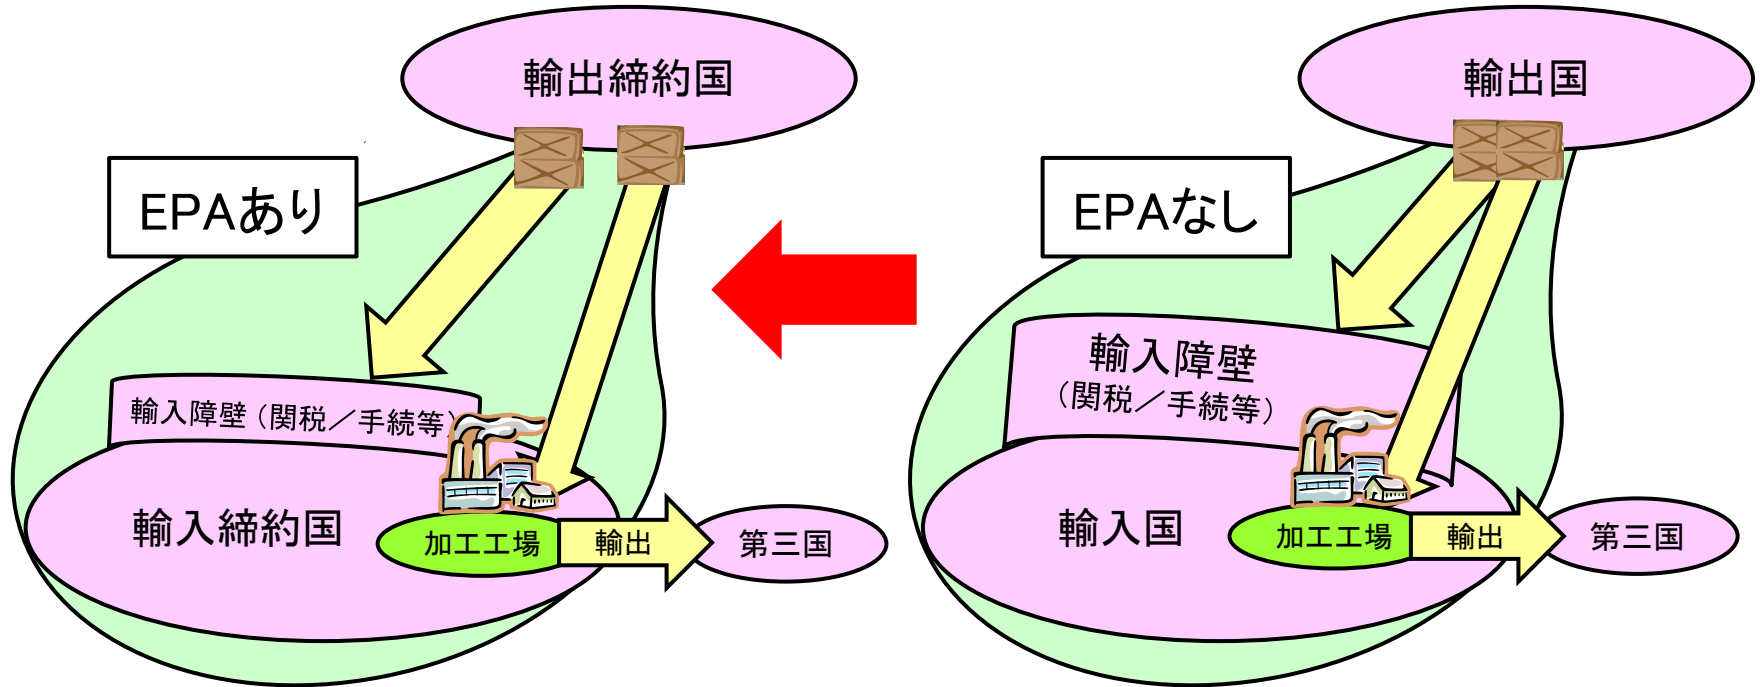 輸出締約国
EPAあり
輸入障壁（関税／手続等）
輸入締約国
加工工場
輸出
第三国
輸出国
EPAなし
輸入障壁
（関税／手続等）
輸入国
加工工場
輸出
第三国